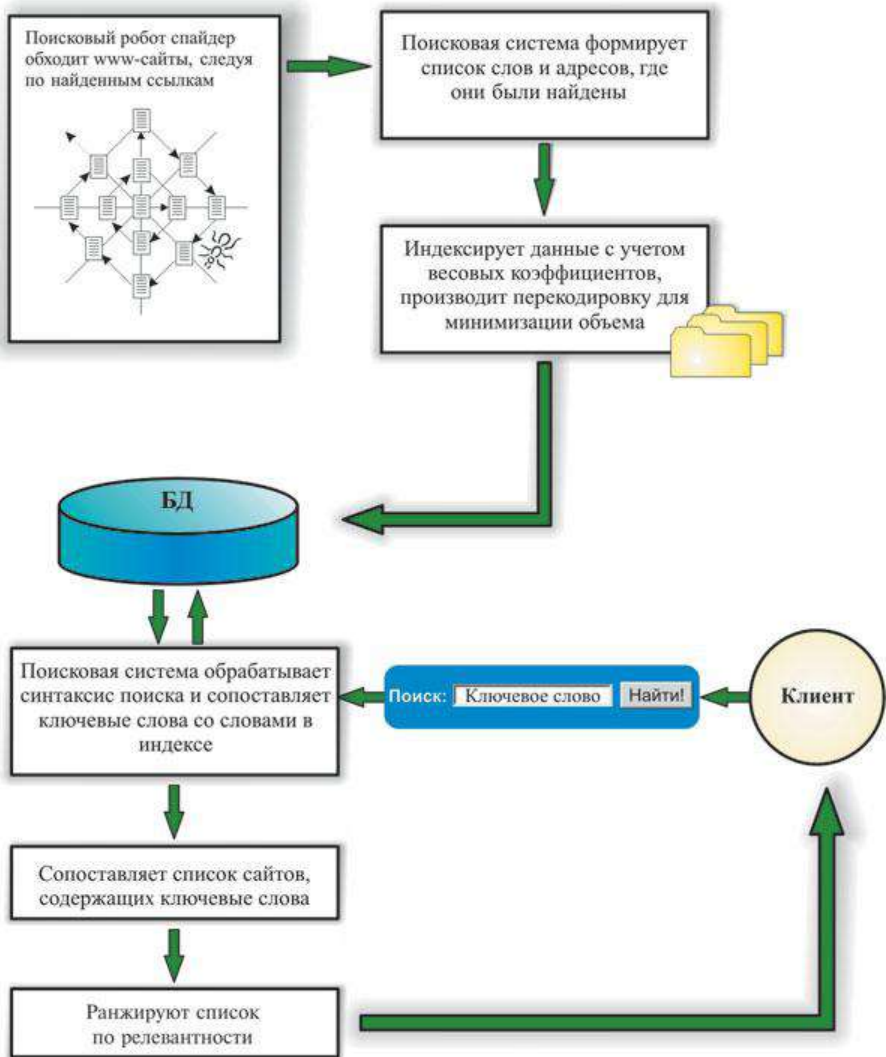 Поисковый робот спайдер
обходит www-сайты, следуя
по найденным ссылкам
Поисковая система формирует
список слов и адресов, где
они были найдены
Индексирует данные с учетом
весовых коэффициентов,
производит перекодировку для
минимизации объема
БД
Поисковая система обрабатывает
синтаксис поиска и сопоставляет
ключевые слова со словами в
индексе
Поиск: Ключевое слово Найти!
Клиент
Сопоставляет список сайтов,
содержащих ключевые слова
Ранжируют список
по релевантности